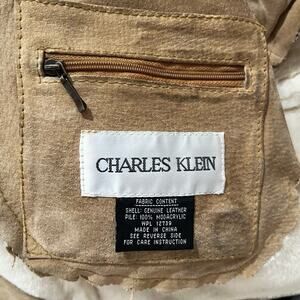 CHARLES KLEIN
FABRIC CONTENT
SHELL: GENUINE LEATHER
PILE: 100% MODACRYLIC
WPL 12739
MADE IN CHINA
SEE REVERSE SIDE
FOR CARE INSTRUCTION